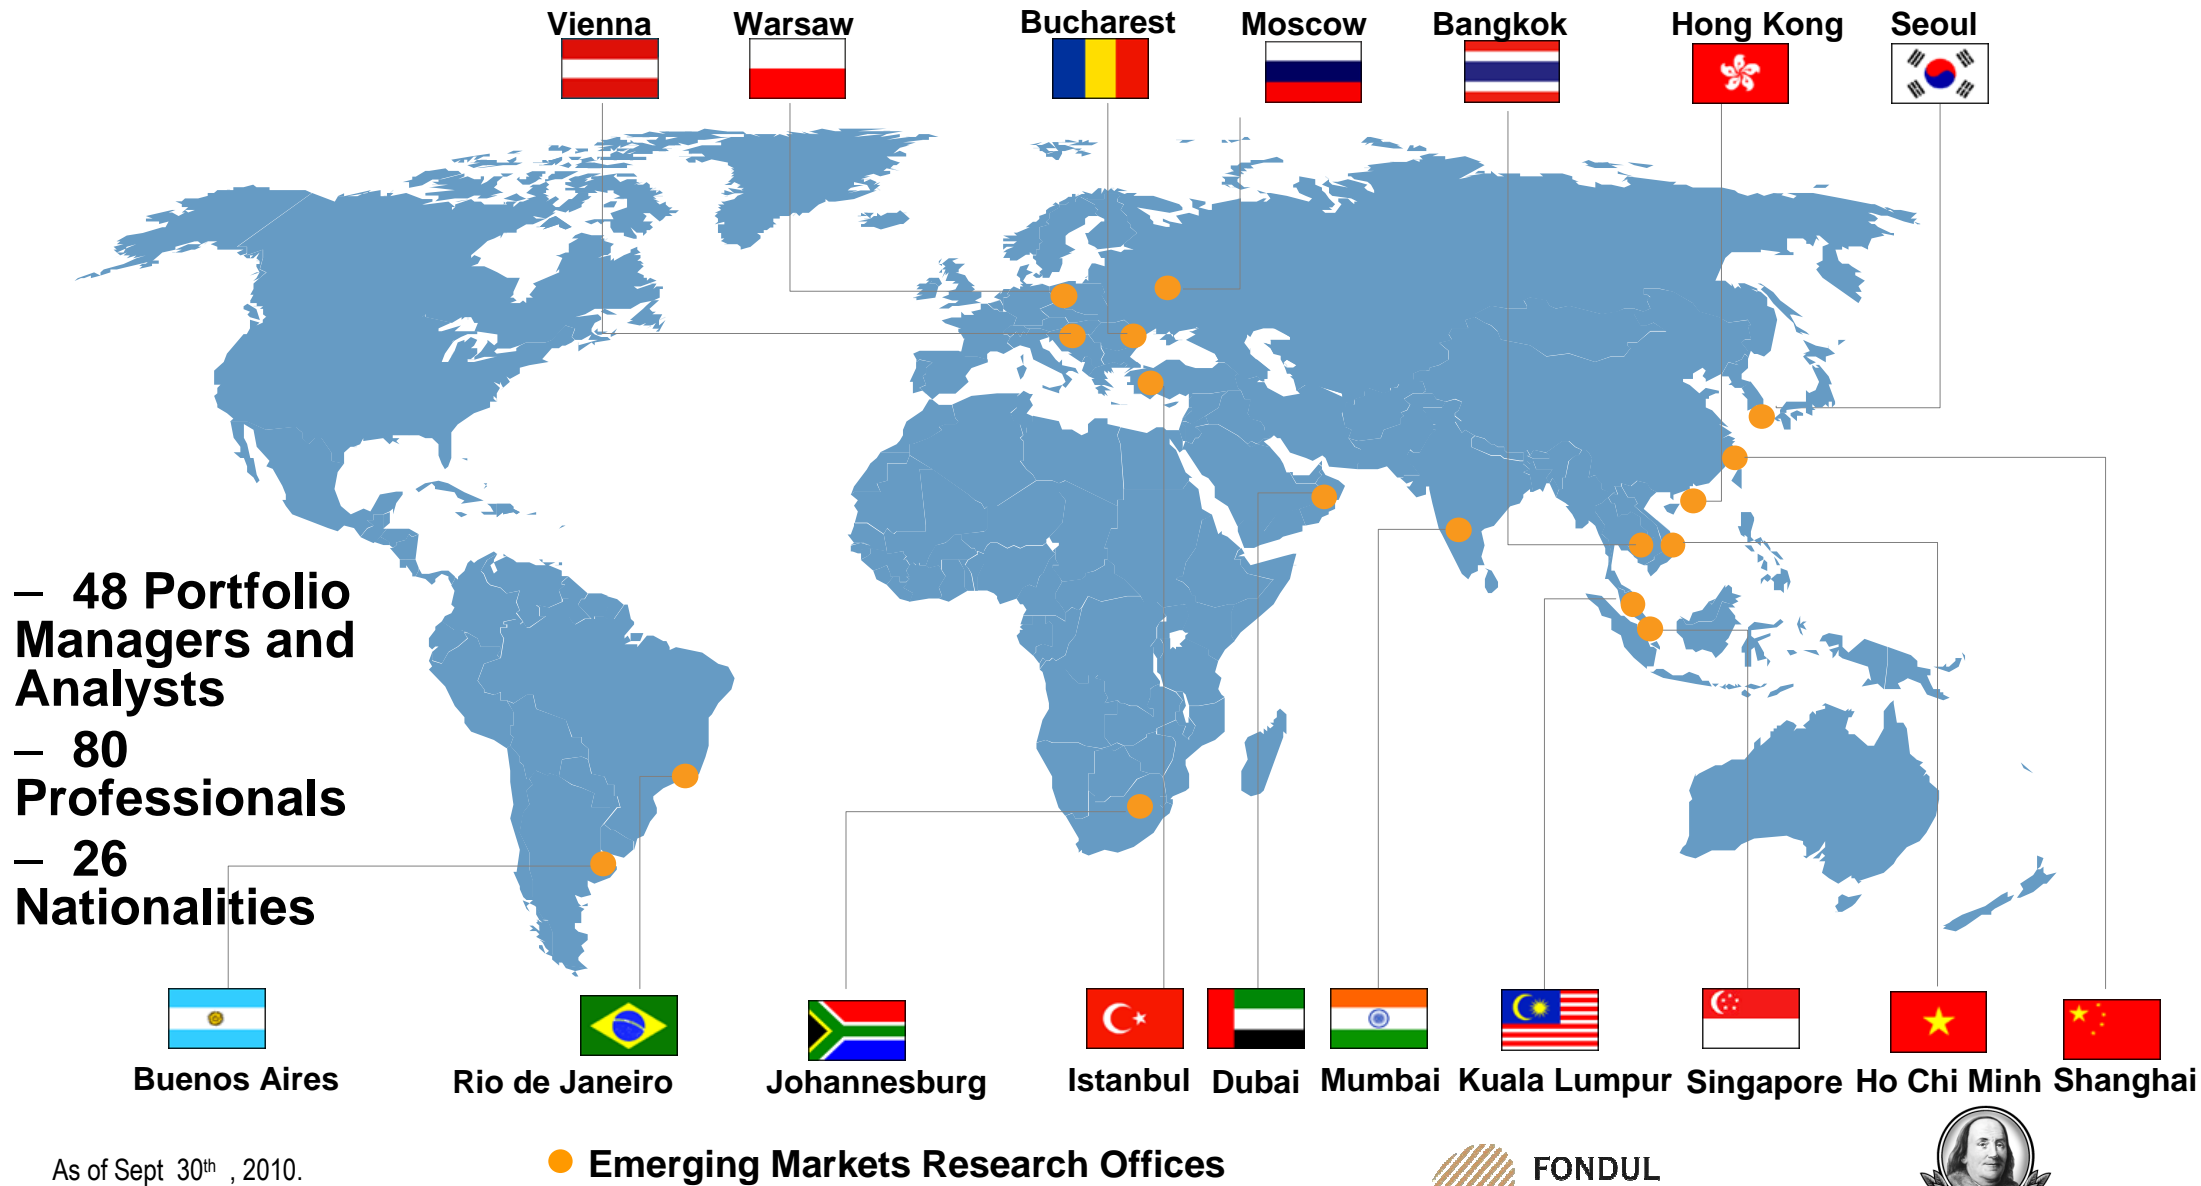 Vienna Warsaw Bucharest Moscow Bangkok Hong Kong Seoul
– 48 Portfolio
Managers and
Analysts
– 80
Professionals
– 26
Nationalities
Buenos Aires Rio de Janeiro Johannesburg Istanbul Dubai Mumbai Kuala Lumpur Singapore Ho Chi Minh Shanghai
As of Sept 30th , 2010.
Emerging Markets Research Offices
FONDUL